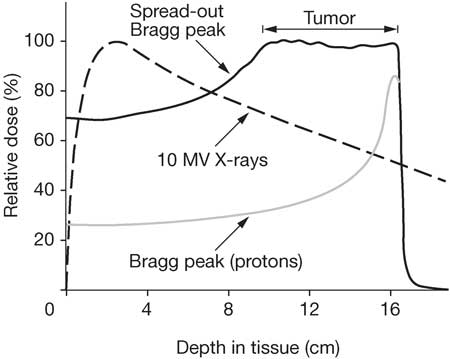 Spread-out
Bragg peak
Tumor
100
80
60
40
20
0
4
8
12
16
10 MV X-rays
Bragg peak (protons)
Relative dose (%)
Depth in tissue (cm)